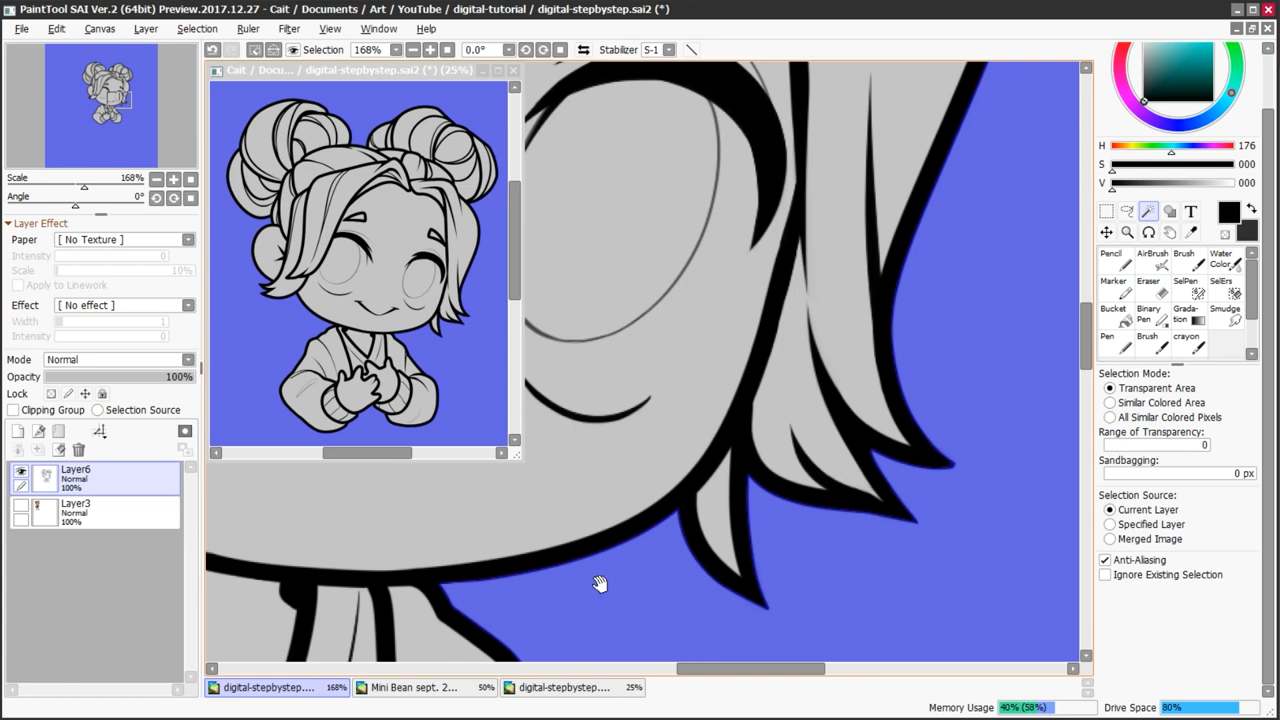 PaintTool SAI Ver.2 (64bit) Preview.2017.12.27 - Cait / Documents / Art / YouTube / digital-tutorial / digital-stepbystep.sai2 (*)
File Edit Canvas Layer Selection Ruler Filter View Window Help
Selection 168% 0.0° Stabilizer S-1
Cait / Docu... / digital-stepbystep.sai2 (*) (25%)
Scale 168%
Angle 0°
Layer Effect
Paper [ No Texture ]
Intensity 0
Scale 10%
Apply to Linework
Effect [ No effect ]
Width 1
Intensity 0
Mode Normal
Opacity 100%
Lock
Clipping Group Selection Source
Layer6
Normal
100%
Layer3
Normal
100%
H 176
S 000
V 000
T
Pencil AirBrush Brush Water Color
Marker Eraser SelPen SelErs
Bucket Binary Pen Grada-tion Smudge
Pen Brush crayon
Selection Mode:
Transparent Area
Similar Colored Area
All Similar Colored Pixels
Range of Transparency:
0
Sandbagging:
0 px
Selection Source:
Current Layer
Specified Layer
Merged Image
Anti-Aliasing
Ignore Existing Selection
digital-stepbystep.... 168% Mini Bean sept. 2... 50% digital-stepbystep.... 25%
Memory Usage 40% (58%) Drive Space 80%